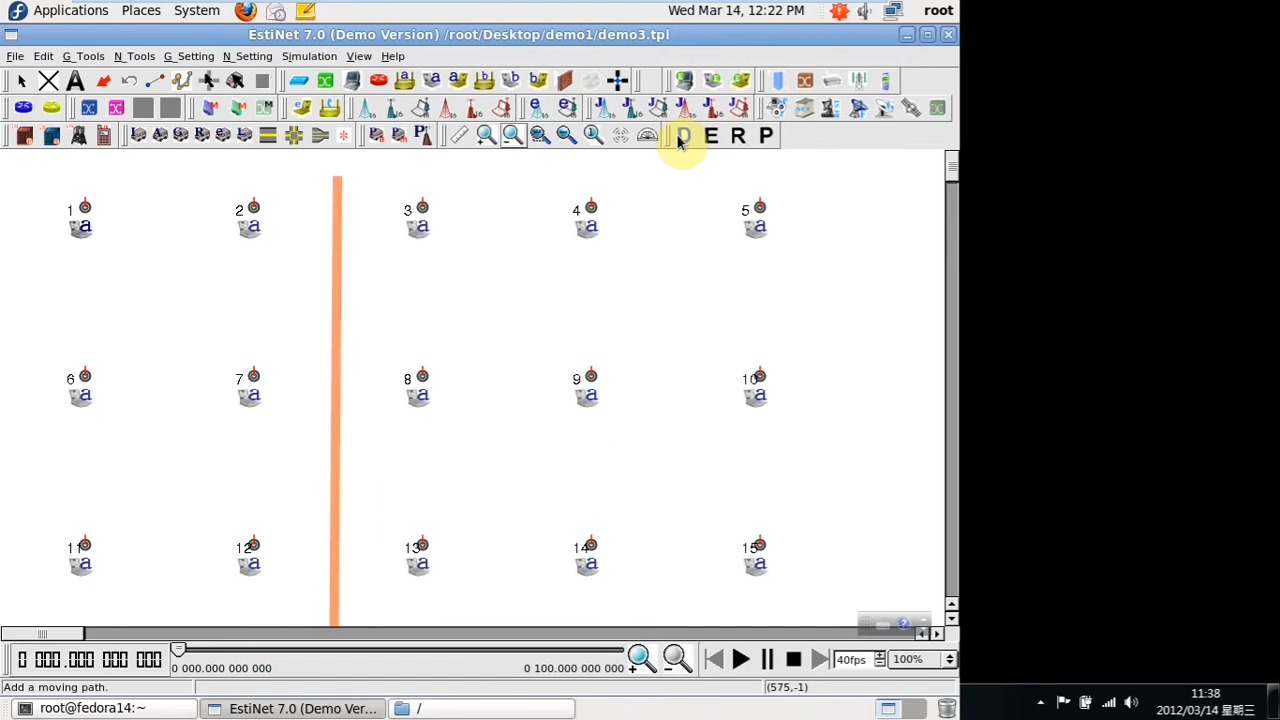 Applications Places System Wed Mar 14, 12:22 PM root
EstiNet 7.0 (Demo Version) /root/Desktop/demo1/demo3.tpl
File Edit G_Tools N_Tools G_Setting N_Setting Simulation View Help
D E R P
1 2 3 4 5
a a a a a
6 7 8 9 10
a a a a a
11 12 13 14 15
a a a a a
0 000.000 000 000
0 000.000 000 000
0 100.000 000 000
40fps
100%
Add a moving path.
(575,-1)
root@fedora14:~
EstiNet 7.0 (Demo Ver...
/
11:38
2012/03/14 星期三